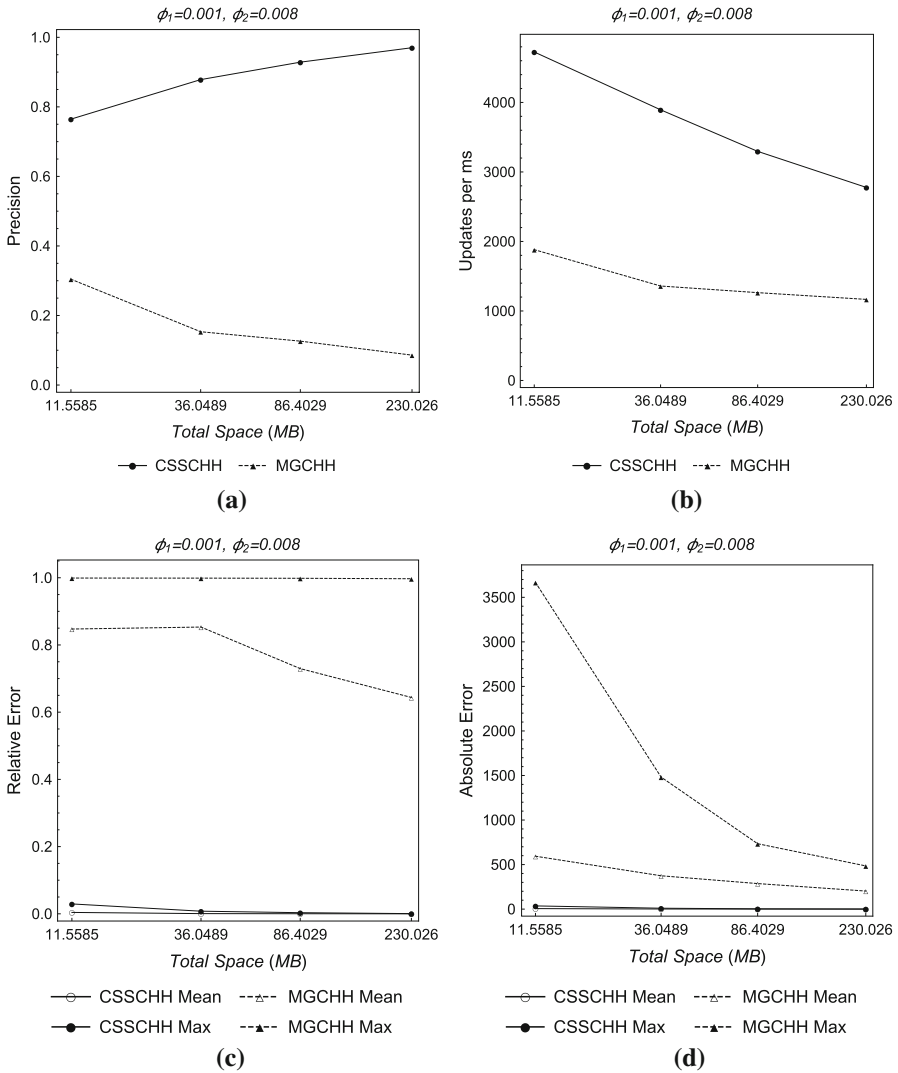 ϕ1=0.001, ϕ2=0.008
1.0
0.8
0.6
0.4
0.2
0.0
Precision
11.5585 36.0489 86.4029 230.026
Total Space (MB)
CSSCHH MGCHH
(a)
ϕ1=0.001, ϕ2=0.008
4000
3000
2000
1000
0
Updates per ms
11.5585 36.0489 86.4029 230.026
Total Space (MB)
CSSCHH MGCHH
(b)
ϕ1=0.001, ϕ2=0.008
1.0
0.8
0.6
0.4
0.2
0.0
Relative Error
11.5585 36.0489 86.4029 230.026
Total Space (MB)
CSSCHH Mean MGCHH Mean
CSSCHH Max MGCHH Max
(c)
ϕ1=0.001, ϕ2=0.008
3500
3000
2500
2000
1500
1000
500
0
Absolute Error
11.5585 36.0489 86.4029 230.026
Total Space (MB)
CSSCHH Mean MGCHH Mean
CSSCHH Max MGCHH Max
(d)